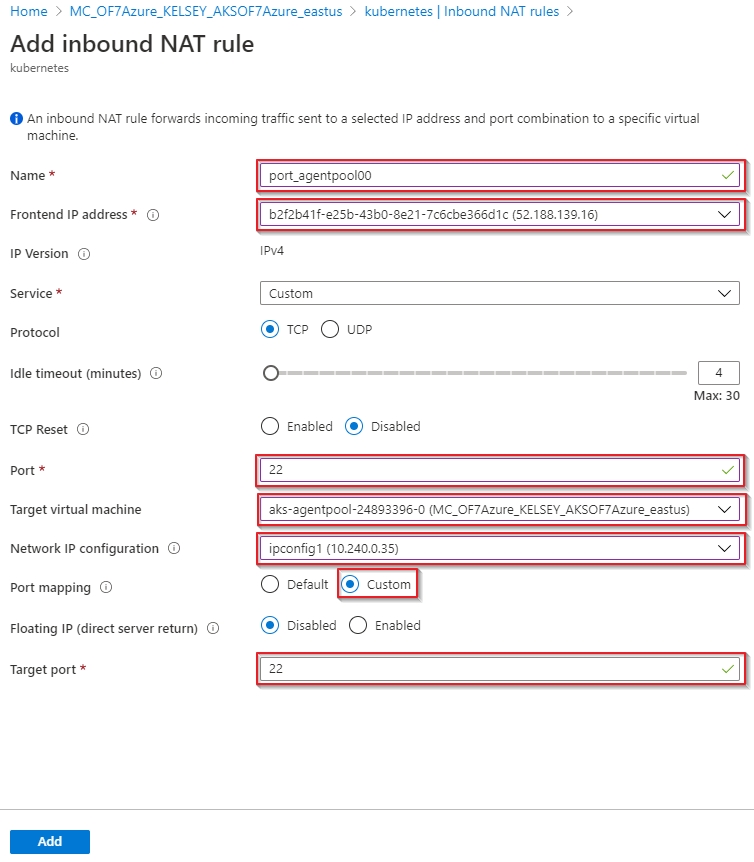 Home > MC_OF7Azure_KELSEY_AKSOF7Azure_eastus > kubernetes | Inbound NAT rules >
Add inbound NAT rule
kubernetes
An inbound NAT rule forwards incoming traffic sent to a selected IP address and port combination to a specific virtual
machine.
Name * port_agentpool00
Frontend IP address * b2f2b41f-e25b-43b0-8e21-7c6cbe366d1c (52.188.139.16)
IP Version IPv4
Service * Custom
Protocol TCP UDP
Idle timeout (minutes) 4
Max: 30
TCP Reset Enabled Disabled
Port * 22
Target virtual machine aks-agentpool-24893396-0 (MC_OF7Azure_KELSEY_AKSOF7Azure_eastus)
Network IP configuration ipconfig1 (10.240.0.35)
Port mapping Default Custom
Floating IP (direct server return) Disabled Enabled
Target port * 22
Add